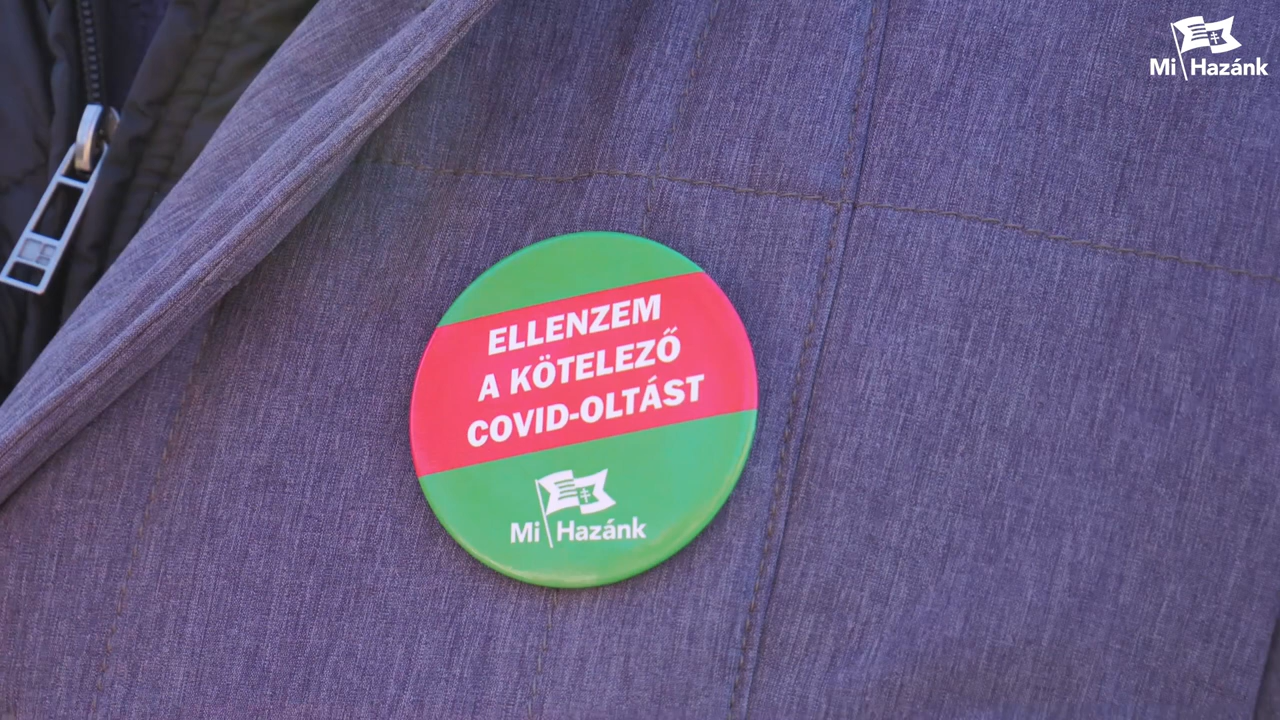 Mi Hazánk
ELLENZEM
A KÖTELEZŐ
COVID-OLTÁST
Mi Hazánk